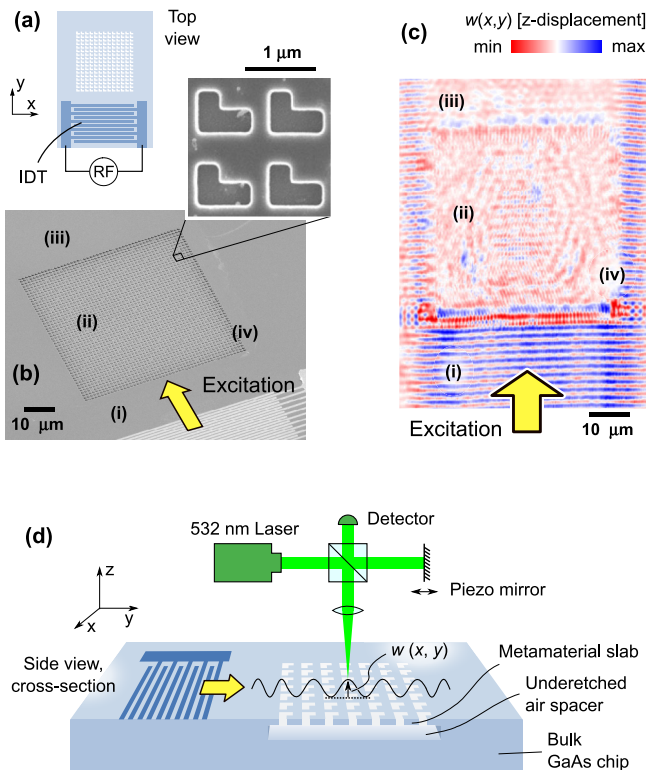 (a)
Top
view
y
x
IDT
RF
1 μm
(iii)
(ii)
(iv)
(b)
Excitation
10 μm
(i)
(c)
w(x,y) [z-displacement]
min
max
(iii)
(ii)
(iv)
(i)
Excitation
10 μm
(d)
532 nm Laser
Detector
Piezo mirror
z
y
x
Side view,
cross-section
w (x, y)
Metamaterial slab
Underetched
air spacer
Bulk
GaAs chip